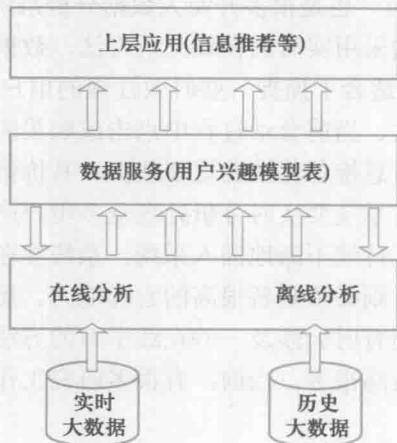 上层应用(信息推荐等)
数据服务(用户兴趣模型表)
在线分析
离线分析
实时
大数据
历史
大数据